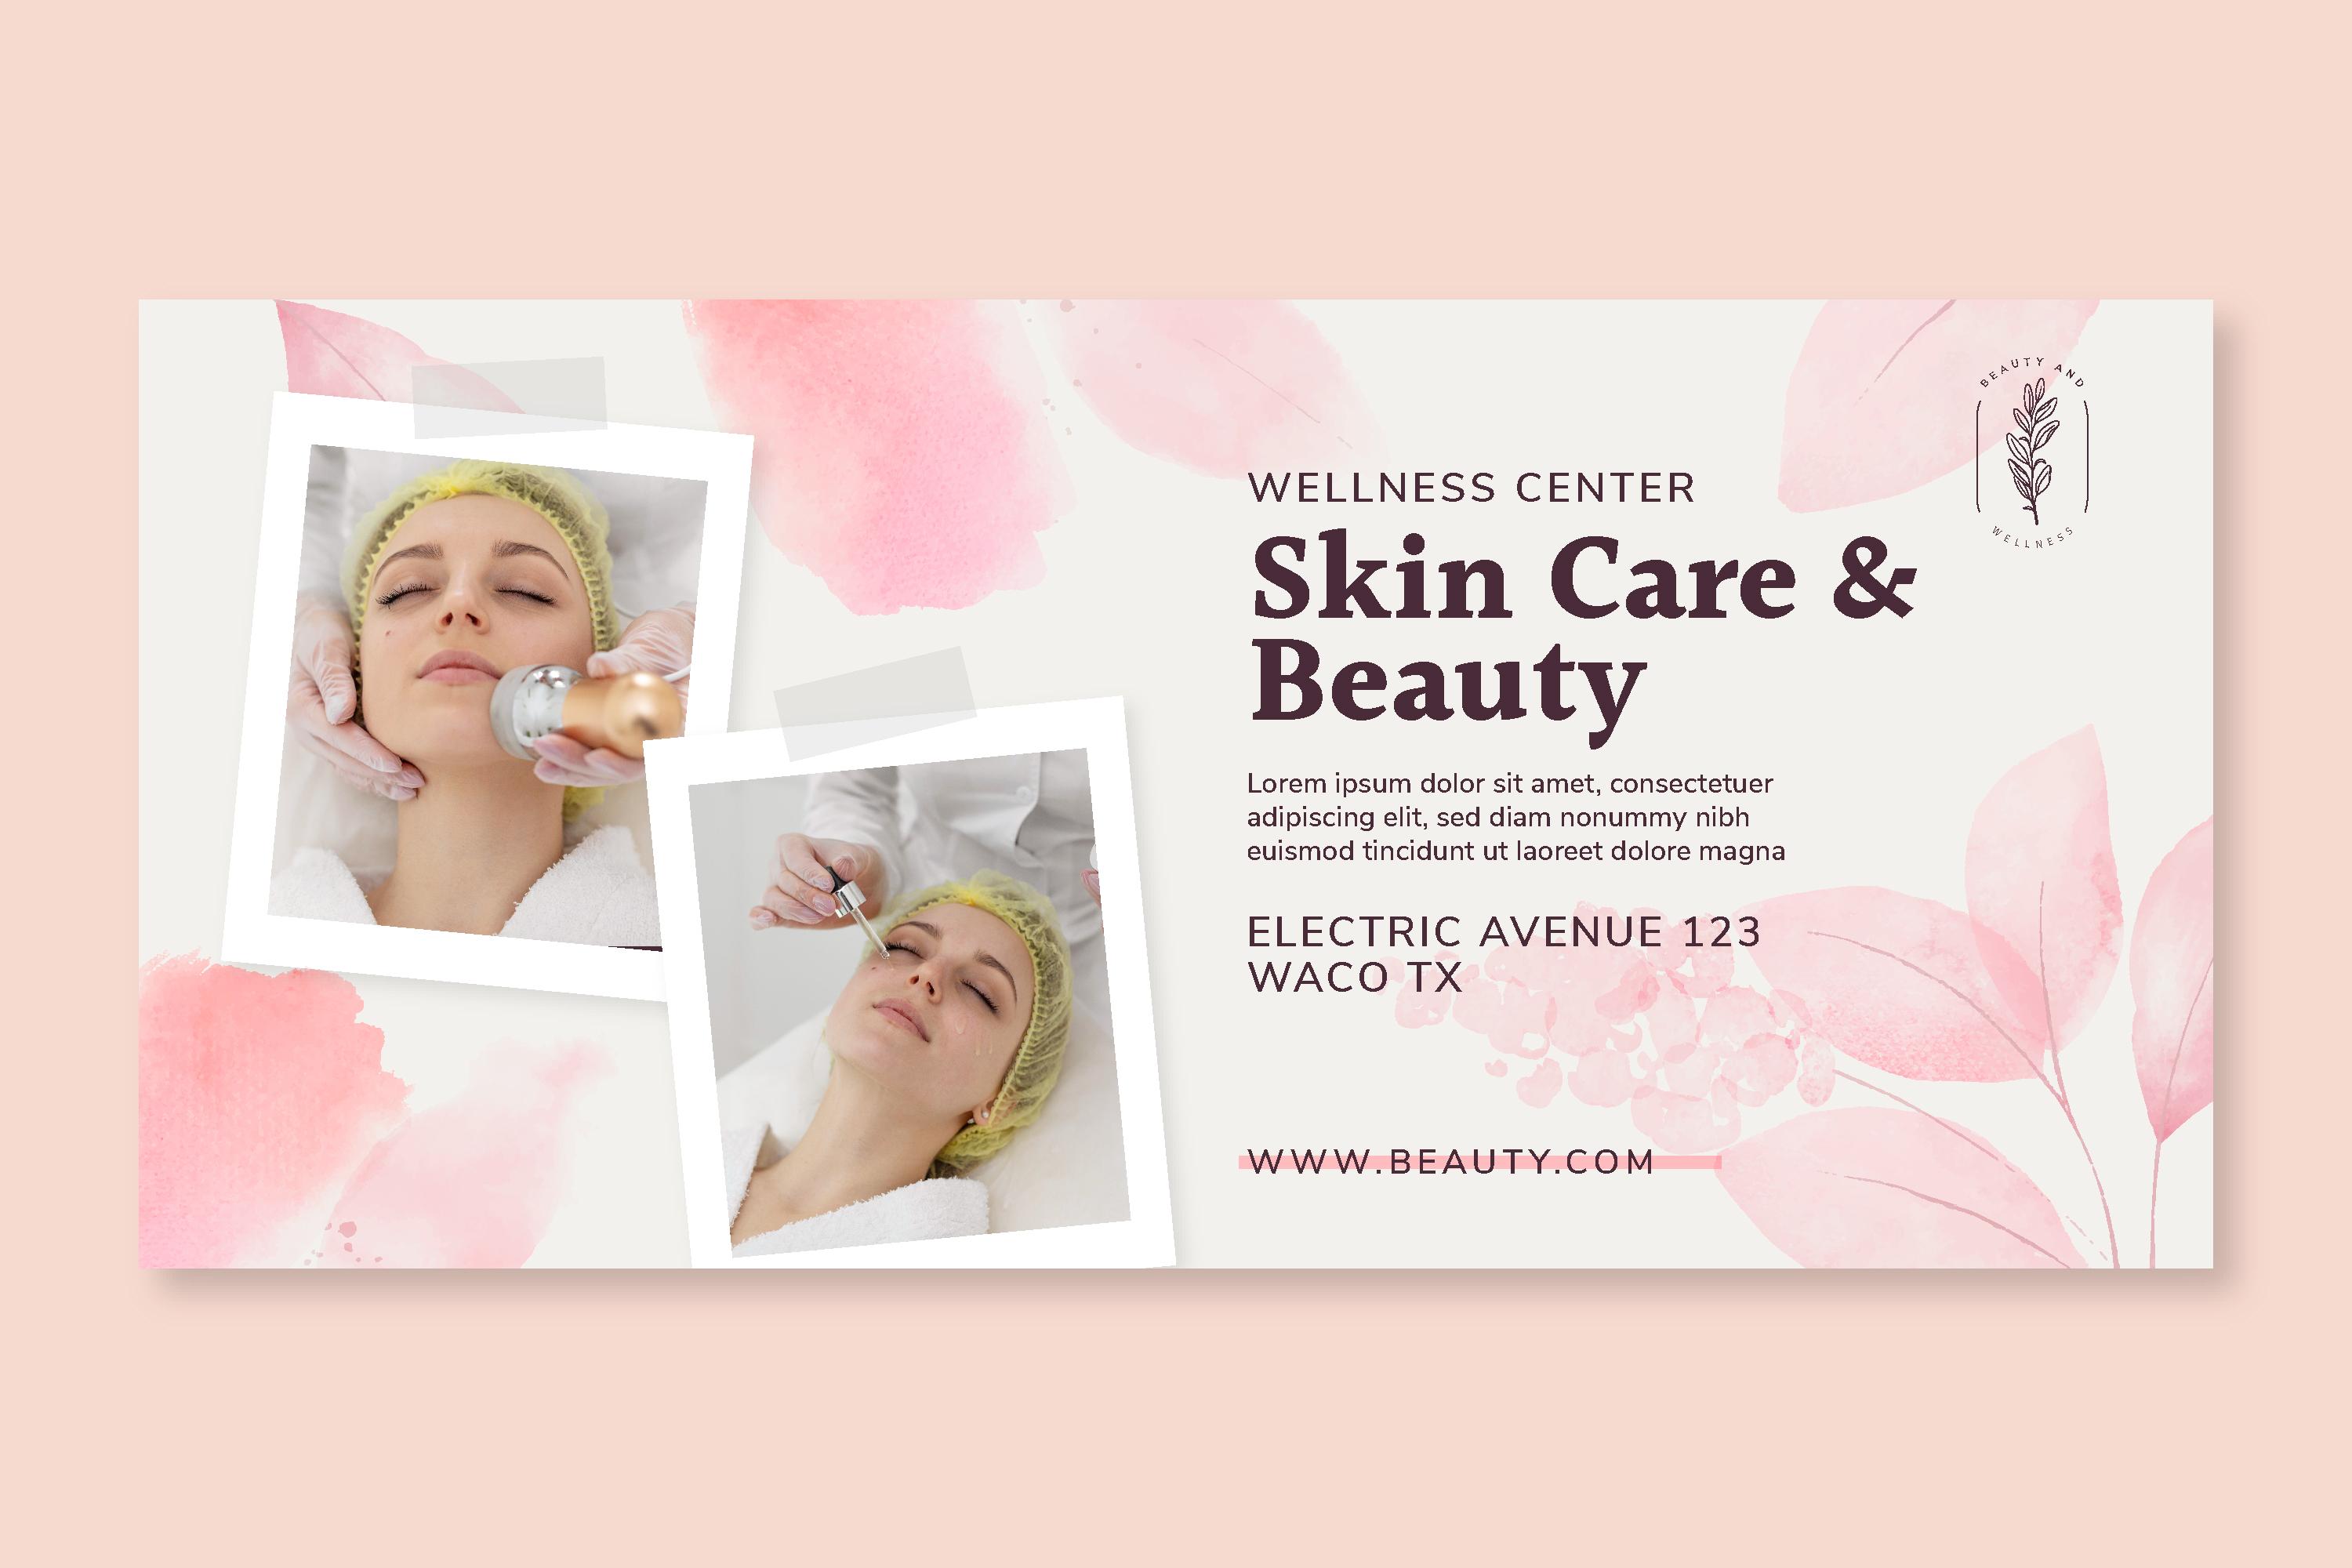 BEAUTY AND
WELLNESS
WELLNESS CENTER
Skin Care &
Beauty
Lorem ipsum dolor sit amet, consectetuer
adipiscing elit, sed diam nonummy nibh
euismod tincidunt ut laoreet dolore magna
ELECTRIC AVENUE 123
WACO TX
WWW.BEAUTY.COM